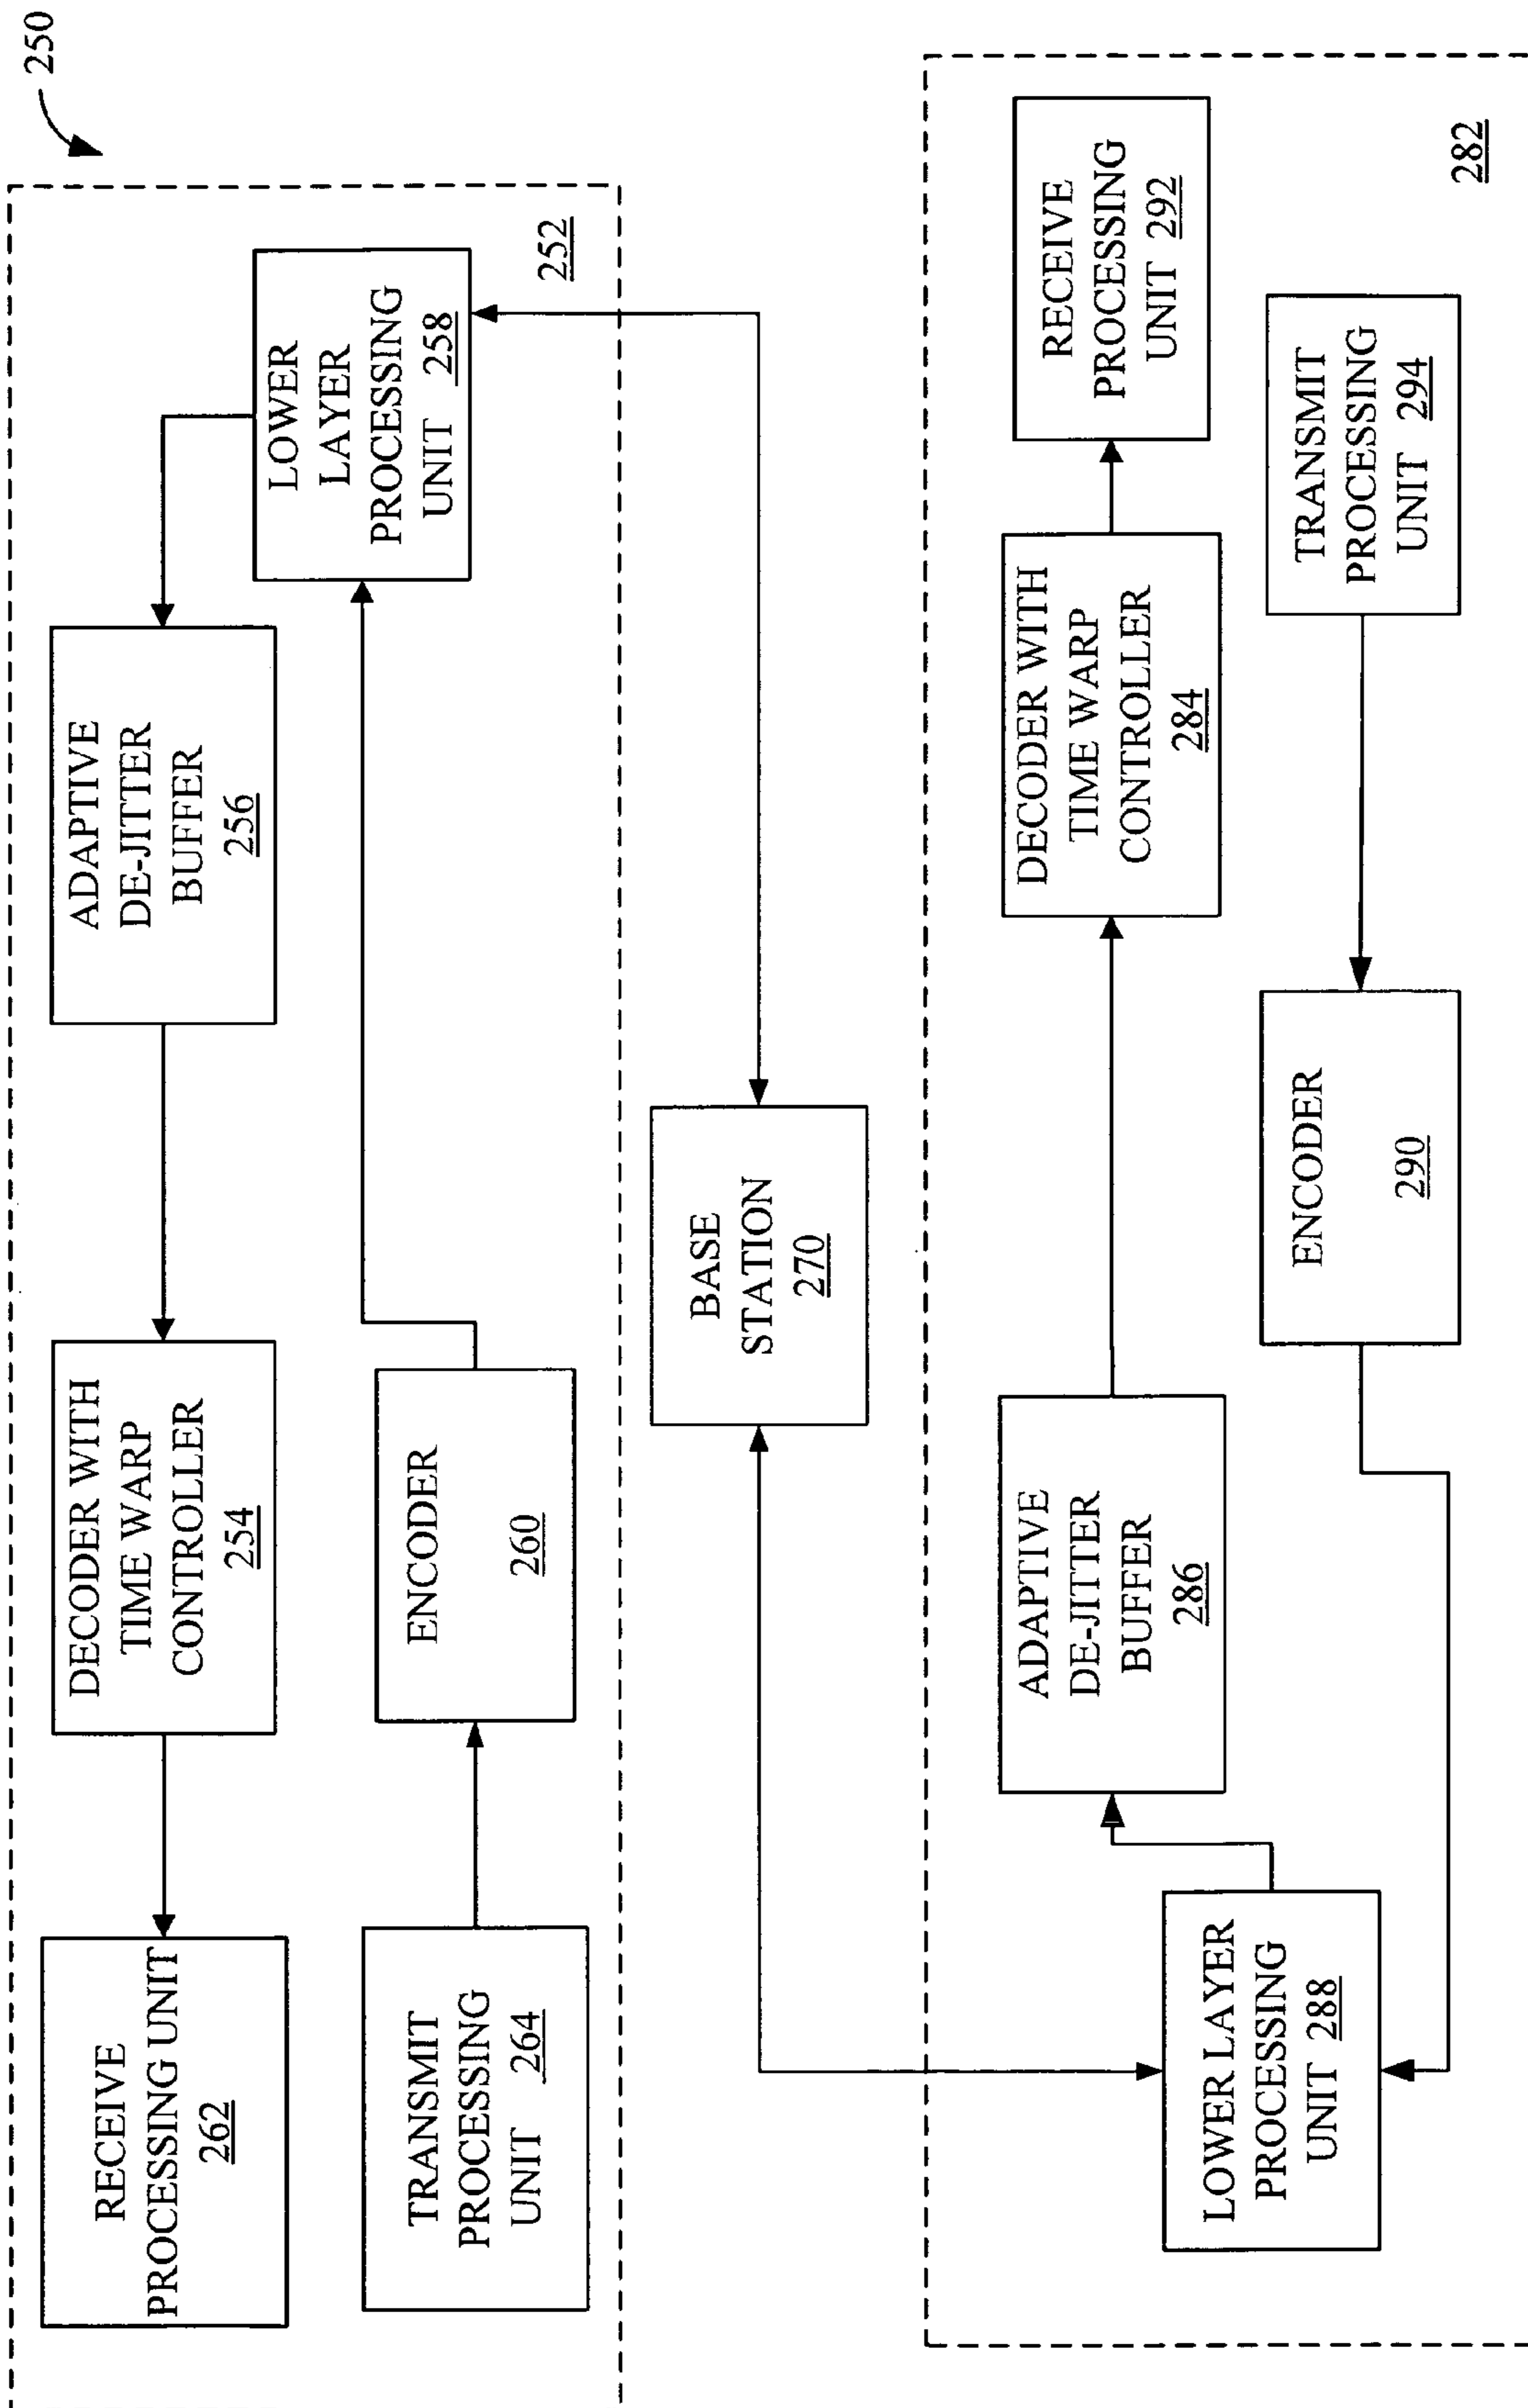 250
RECEIVE
PROCESSING UNIT
262
DECODER WITH
TIME WARP
CONTROLLER
254
ADAPTIVE
DE-JITTER
BUFFER
256
LOWER
LAYER
PROCESSING
UNIT 258
TRANSMIT
PROCESSING
UNIT 264
ENCODER
260
252
BASE
STATION
270
LOWER LAYER
PROCESSING
UNIT 288
ADAPTIVE
DE-JITTER
BUFFER
286
DECODER WITH
TIME WARP
CONTROLLER
284
RECEIVE
PROCESSING
UNIT 292
ENCODER
290
TRANSMIT
PROCESSING
UNIT 294
282